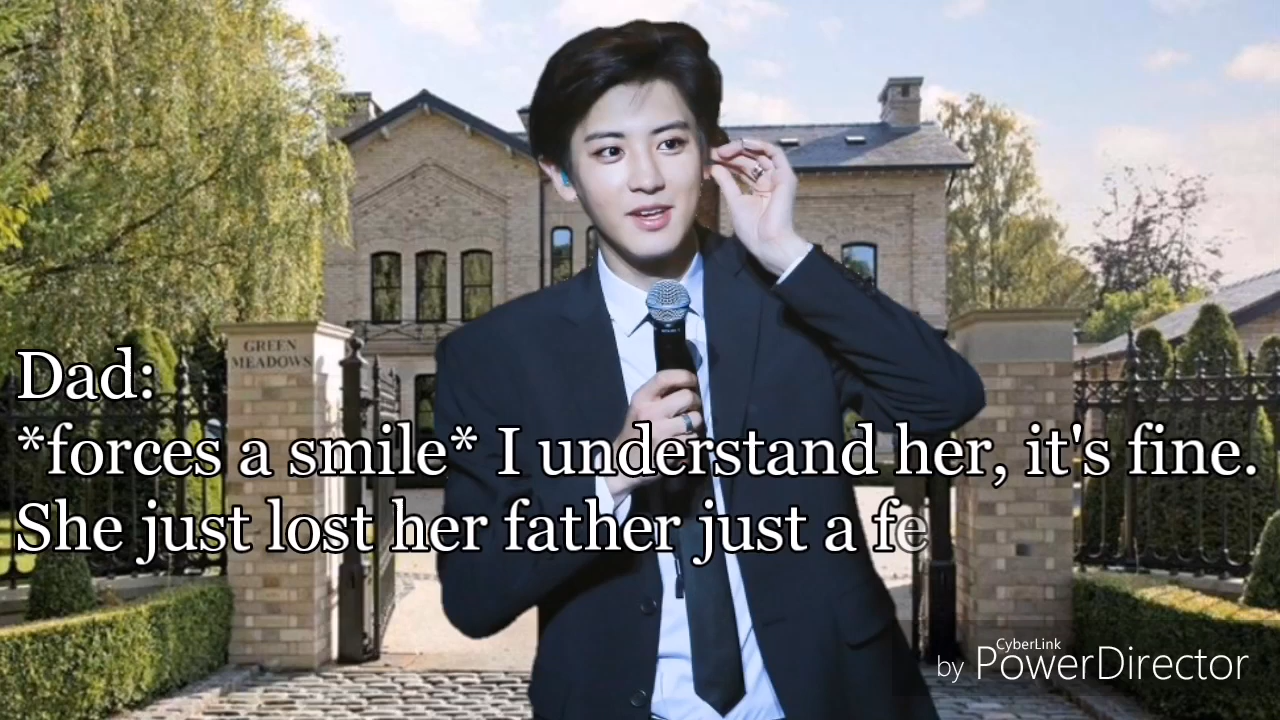 GREEN
MEADOWS
Dad:
*forces a smile* I understand her, it's fine.
She just lost her father just a fe
CyberLink
by PowerDirector